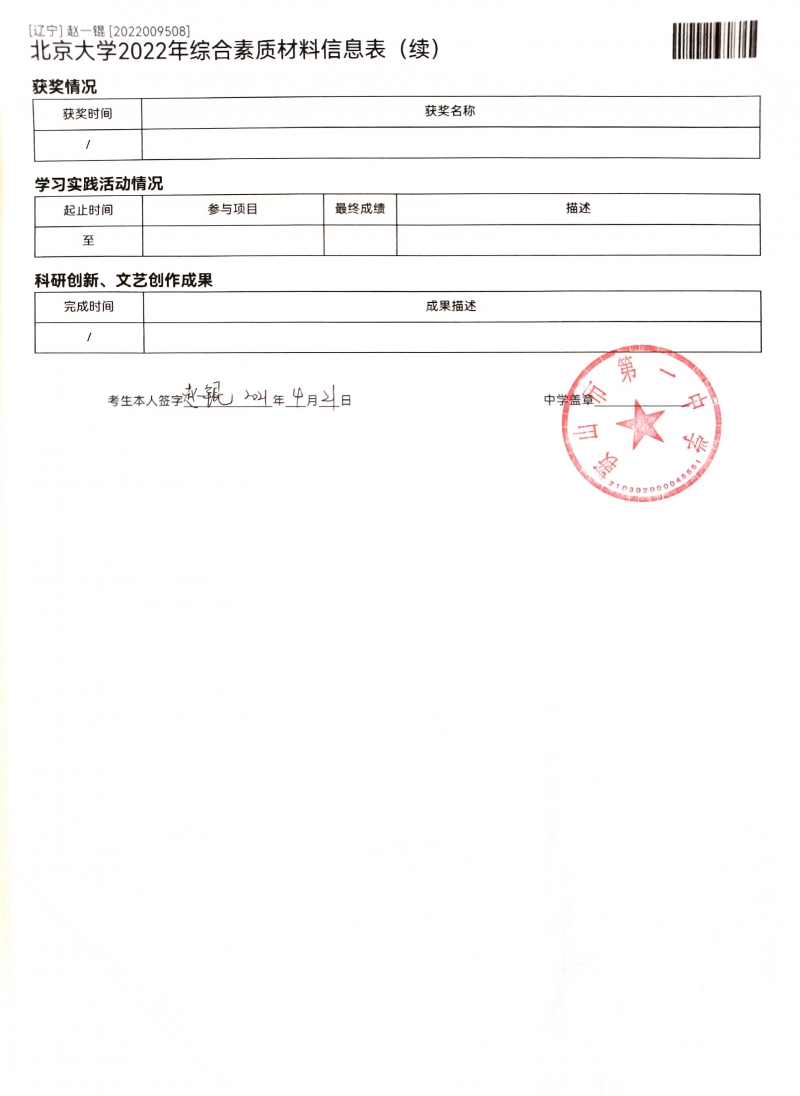 [辽宁] 赵一锟 [2022009508]
北京大学2022年综合素质材料信息表（续）
获奖情况
获奖时间 获奖名称
/
学习实践活动情况
起止时间 参与项目 最终成绩 描述
至
科研创新、文艺创作成果
完成时间 成果描述
/
考生本人签字 赵一锟 2021 年 4 月 21 日 中学盖章
鞍山市第一中学